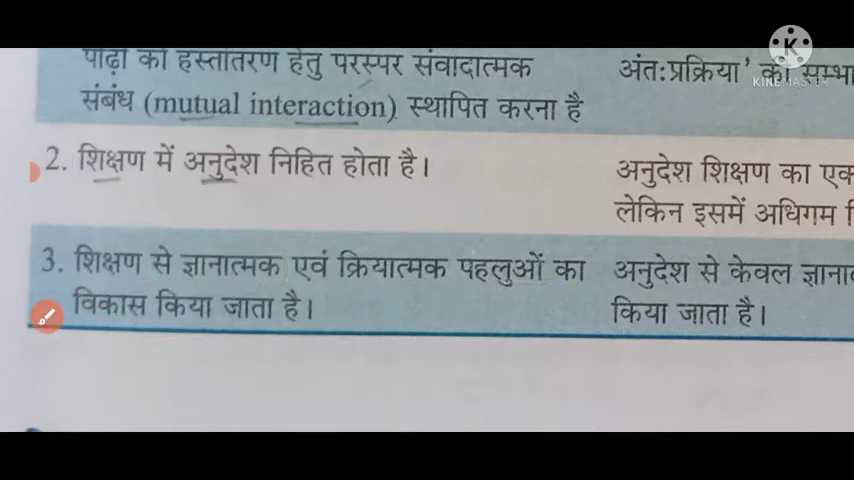 पीढ़ी को हस्तांतरण हेतु परस्पर संवादात्मक
संबंध (mutual interaction) स्थापित करना है
2. शिक्षण में अनुदेश निहित होता है।
3. शिक्षण से ज्ञानात्मक एवं क्रियात्मक पहलुओं का
विकास किया जाता है।
अंत:प्रक्रिया' की
अनुदेश शिक्षण का एक
लेकिन इसमें अधिगम
अनुदेश से केवल
किया जाता है।
K
KINEMASTER